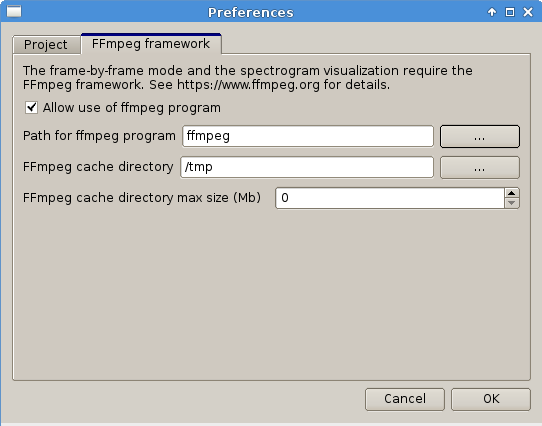 Preferences
Project
FFmpeg framework
The frame-by-frame mode and the spectrogram visualization require the
FFmpeg framework. See https://www.ffmpeg.org for details.
Allow use of ffmpeg program
Path for ffmpeg program ffmpeg ...
FFmpeg cache directory /tmp ...
FFmpeg cache directory max size (Mb) 0
Cancel OK